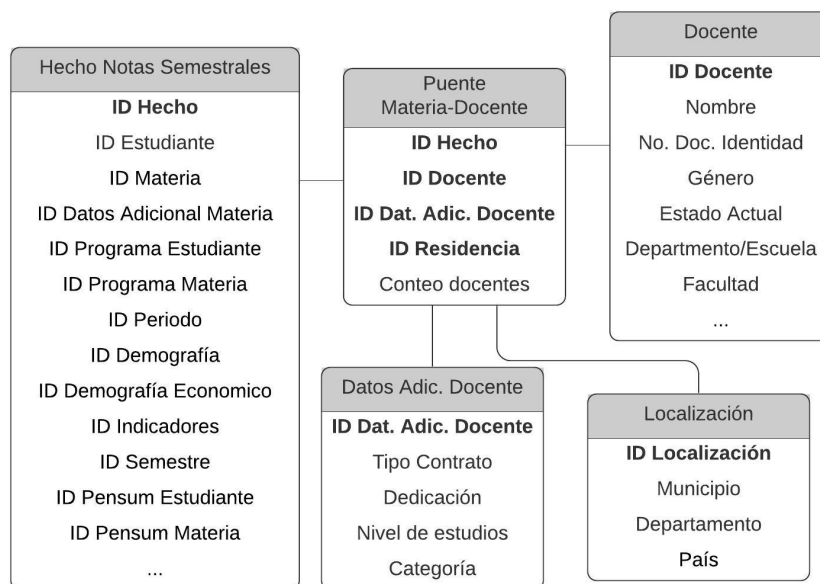 Hecho Notas Semestrales
ID Hecho
ID Estudiante
ID Materia
ID Datos Adicional Materia
ID Programa Estudiante
ID Programa Materia
ID Periodo
ID Demografía
ID Demografía Economico
ID Indicadores
ID Semestre
ID Pensum Estudiante
ID Pensum Materia
...
Puente
Materia-Docente
ID Hecho
ID Docente
ID Dat. Adic. Docente
ID Residencia
Conteo docentes
Docente
ID Docente
Nombre
No. Doc. Identidad
Género
Estado Actual
Departmento/Escuela
Facultad
...
Datos Adic. Docente
ID Dat. Adic. Docente
Tipo Contrato
Dedicación
Nivel de estudios
Categoría
Localización
ID Localización
Municipio
Departamento
País